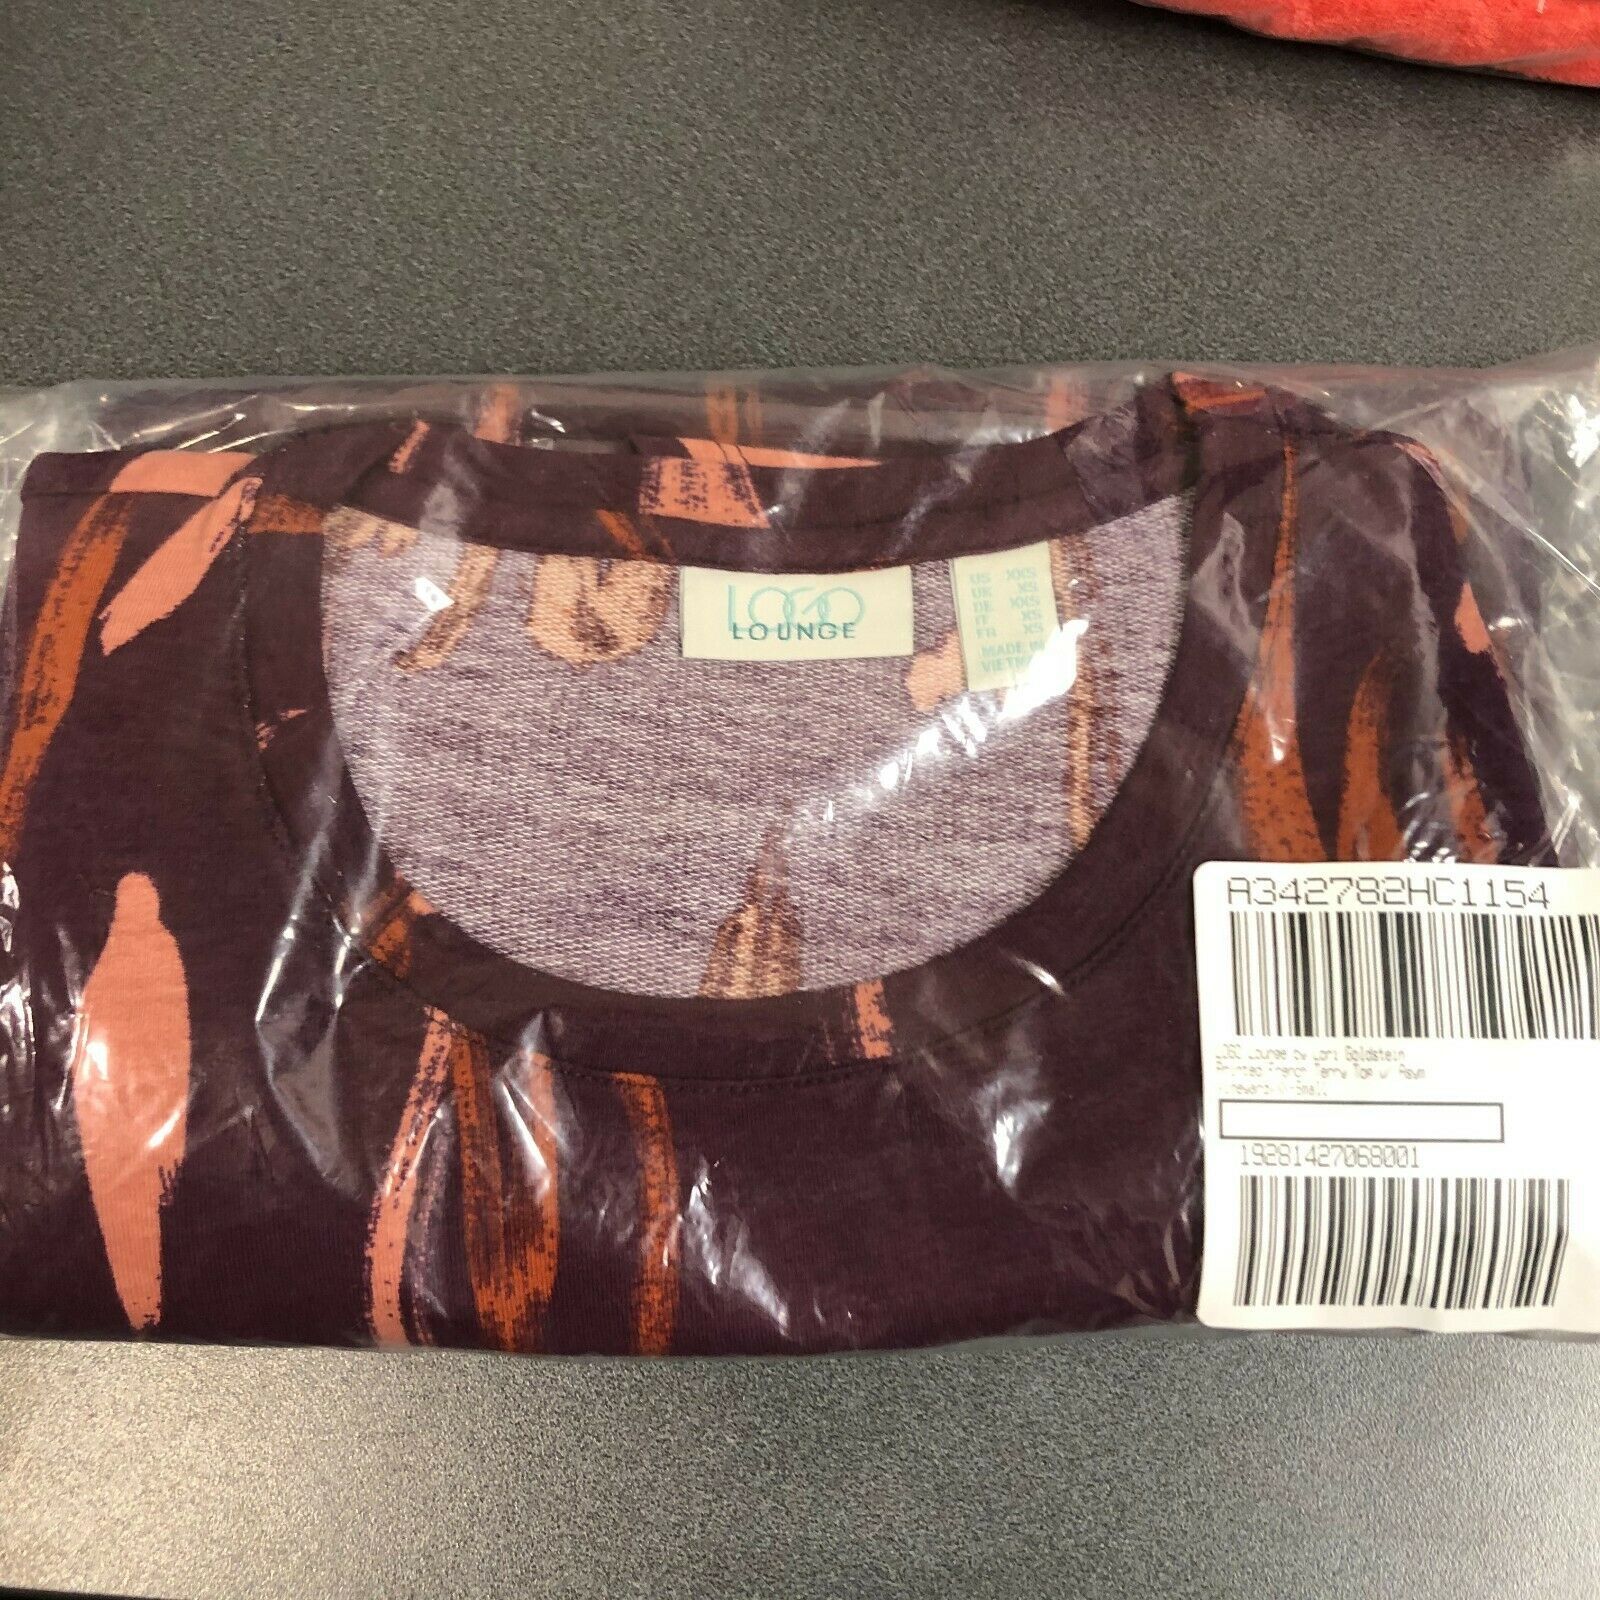 LOGO
LOUNGE
US XXS
UK XS
DE XXS
IT XS
FR XS
MADE IN
A342782HC1154
LOGO Lounge by Lori Goldstein
Printed French Terry Top w/ Asym
19281427068001